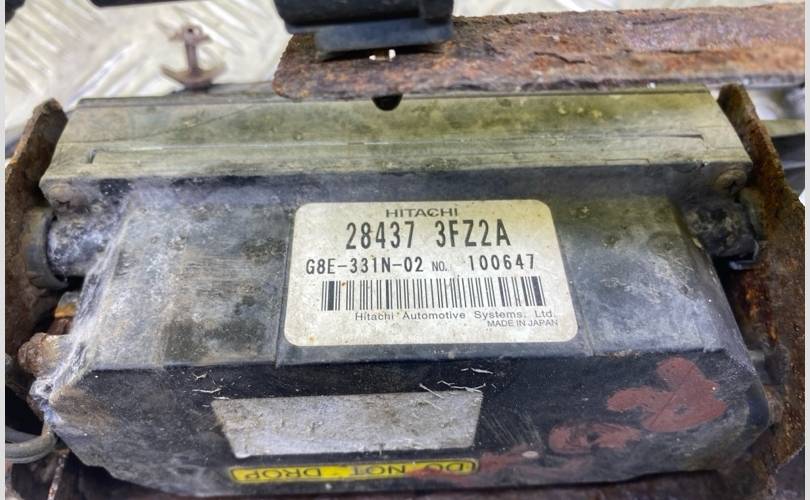 HITACHI
28437 3FZ2A
G8E-331N-02 NO. 100647
Hitachi Automotive Systems, Ltd.
MADE IN JAPAN
DO NOT DROP